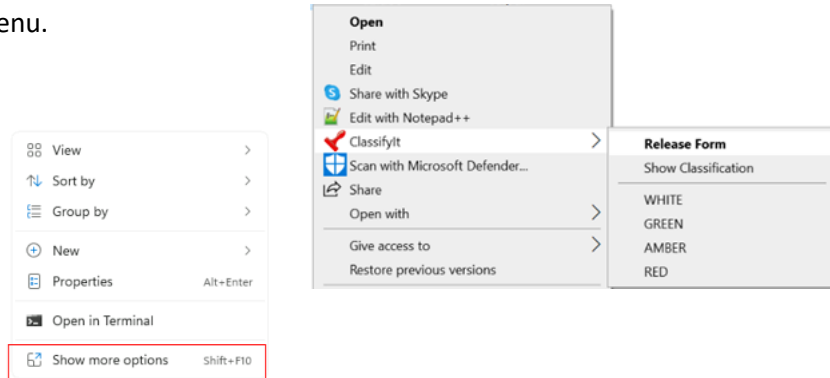 enu.
View
Sort by
Group by
New
Properties Alt+Enter
Open in Terminal
Show more options Shift+F10
Open
Print
Edit
Share with Skype
Edit with Notepad++
ClassifyIt
Scan with Microsoft Defender...
Share
Open with
Give access to
Restore previous versions
Release Form
Show Classification
WHITE
GREEN
AMBER
RED